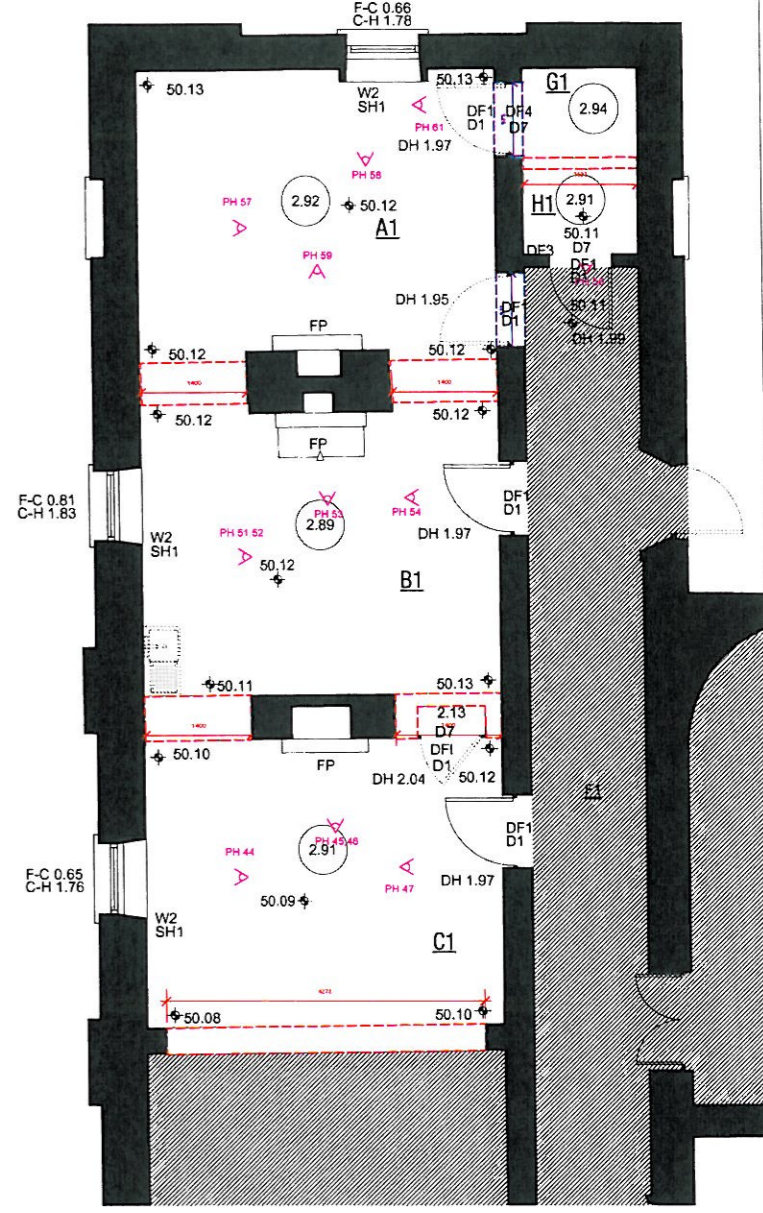 F-C 0.66
C-H 1.78
50.13
W2
SH1
50.13
PH 61
DF1
D1
DF4
D7
G1
2.94
DH 1.97
PH 57
2.92
50.12
A1
PH 59
H1
2.91
50.11
D7
DF3
DF1
D1
50.11
DH 1.99
DH 1.95
DF1
D1
FP
50.12
50.12
1400
1400
50.12
50.12
FP
F-C 0.81
C-H 1.83
W2
SH1
PH 51 52
PH 53
PH 54
2.89
50.12
DH 1.97
DF1
D1
B1
50.11
50.13
1400
2.13
D7
DFI
D1
50.10
50.12
FP
DH 2.04
F1
F-C 0.65
C-H 1.76
W2
SH1
PH 44
PH 45,46
2.91
PH 47
50.09
DH 1.97
DF1
D1
C1
50.08
50.10